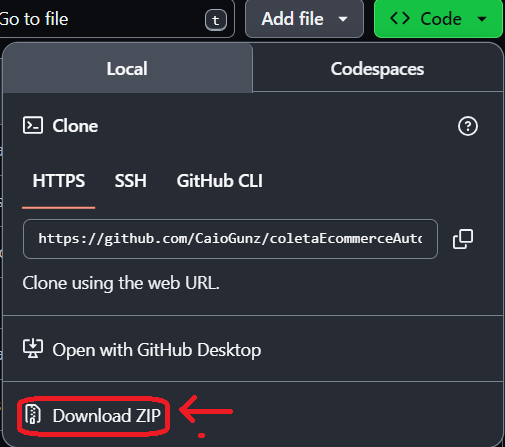 Go to file
t
Add file
<> Code
Local
Codespaces
Clone
HTTPS SSH GitHub CLI
https://github.com/CaioGunz/coletaEcommerceAuto
Clone using the web URL.
Open with GitHub Desktop
Download ZIP